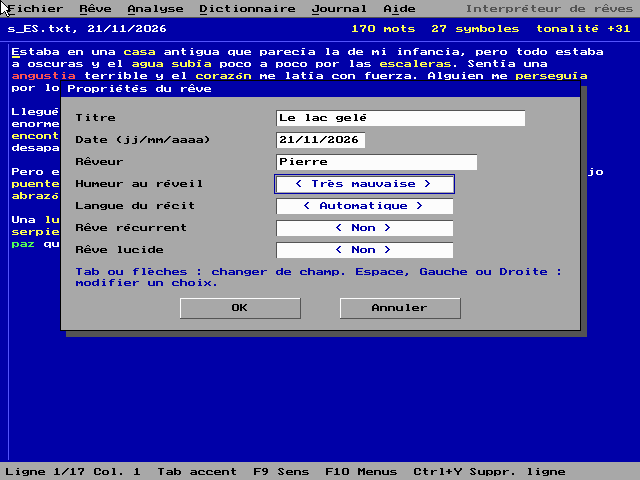 Fichier Rêve Analyse Dictionnaire Journal Aide Interpréteur de rêves
s_ES.txt, 21/11/2026 170 mots 27 symboles tonalité +31
Estaba en una casa antigua que parecía la de mi infancia, pero todo estaba
a oscuras y el agua subía poco a poco por las escaleras. Sentía una
angustia terrible y el corazón me latía con fuerza. Alguien me perseguía
por lo
Propriétés du rêve
Llegué
enorme
encont
desapa
Pero e
jo
puente
abrazó
Una lu
serpie
paz qu
Titre Le lac gelé
Date (jj/mm/aaaa) 21/11/2026
Rêveur Pierre
Humeur au réveil < Très mauvaise >
Langue du récit < Automatique >
Rêve récurrent < Non >
Rêve lucide < Non >
Tab ou flèches : changer de champ. Espace, Gauche ou Droite :
modifier un choix.
OK Annuler
Ligne 1/17 Col. 1 Tab accent F9 Sens F10 Menus Ctrl+Y Suppr. ligne